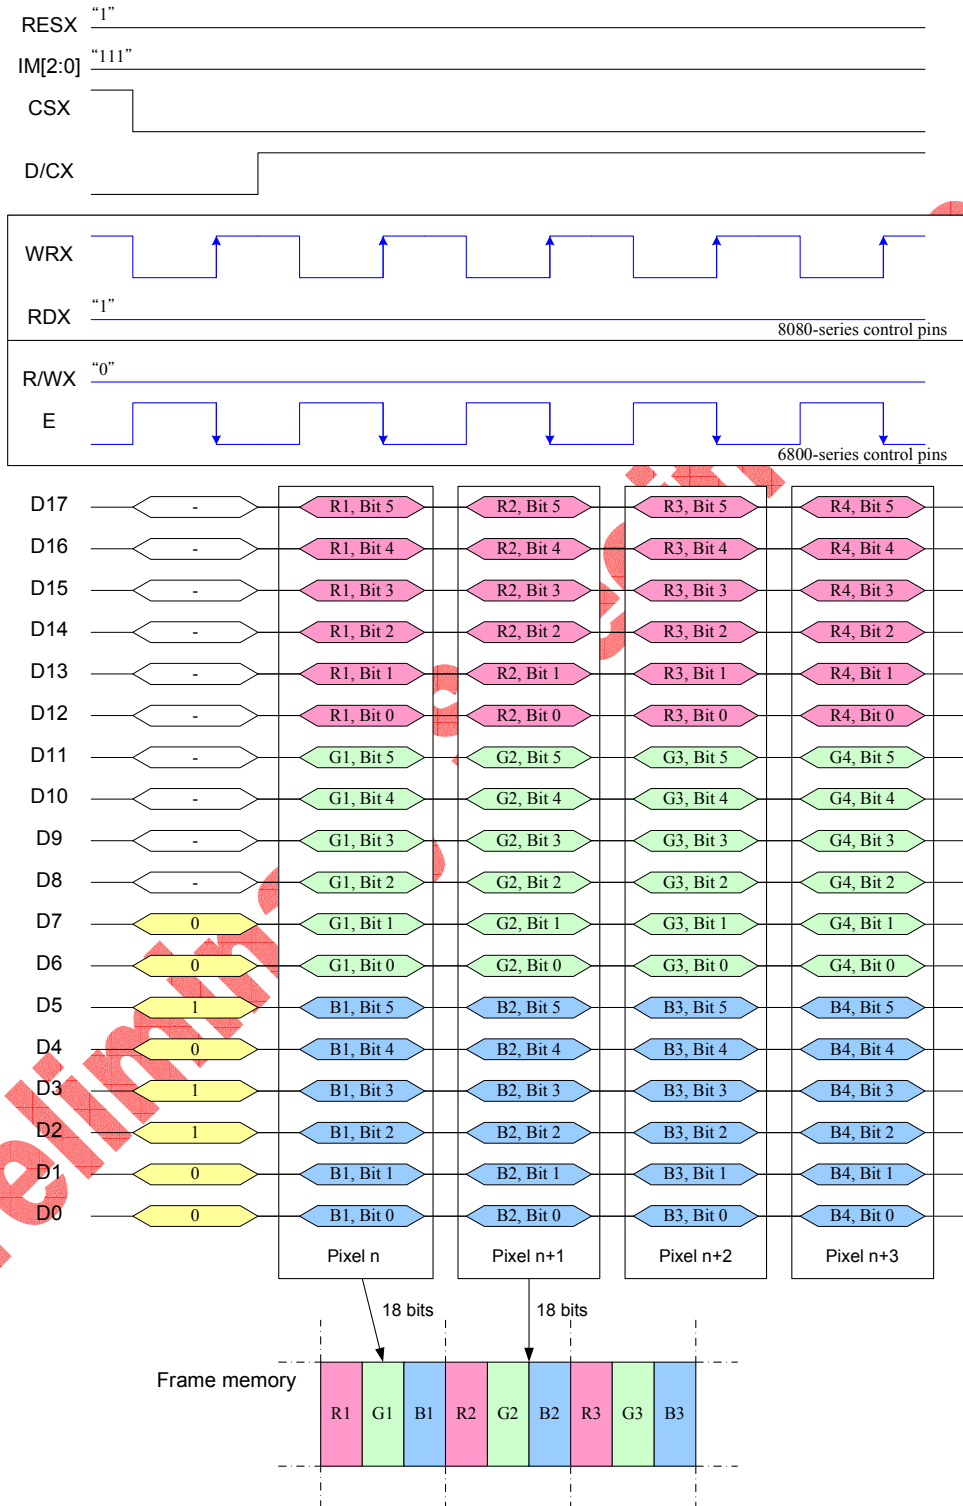 RESX "1"
IM[2:0] "111"
CSX
D/CX
WRX
RDX "1"
8080-series control pins
R/WX "0"
E
6800-series control pins
D17 - R1, Bit 5 R2, Bit 5 R3, Bit 5 R4, Bit 5
D16 - R1, Bit 4 R2, Bit 4 R3, Bit 4 R4, Bit 4
D15 - R1, Bit 3 R2, Bit 3 R3, Bit 3 R4, Bit 3
D14 - R1, Bit 2 R2, Bit 2 R3, Bit 2 R4, Bit 2
D13 - R1, Bit 1 R2, Bit 1 R3, Bit 1 R4, Bit 1
D12 - R1, Bit 0 R2, Bit 0 R3, Bit 0 R4, Bit 0
D11 - G1, Bit 5 G2, Bit 5 G3, Bit 5 G4, Bit 5
D10 - G1, Bit 4 G2, Bit 4 G3, Bit 4 G4, Bit 4
D9 - G1, Bit 3 G2, Bit 3 G3, Bit 3 G4, Bit 3
D8 - G1, Bit 2 G2, Bit 2 G3, Bit 2 G4, Bit 2
D7 0 G1, Bit 1 G2, Bit 1 G3, Bit 1 G4, Bit 1
D6 0 G1, Bit 0 G2, Bit 0 G3, Bit 0 G4, Bit 0
D5 1 B1, Bit 5 B2, Bit 5 B3, Bit 5 B4, Bit 5
D4 0 B1, Bit 4 B2, Bit 4 B3, Bit 4 B4, Bit 4
D3 1 B1, Bit 3 B2, Bit 3 B3, Bit 3 B4, Bit 3
D2 1 B1, Bit 2 B2, Bit 2 B3, Bit 2 B4, Bit 2
D1 0 B1, Bit 1 B2, Bit 1 B3, Bit 1 B4, Bit 1
D0 0 B1, Bit 0 B2, Bit 0 B3, Bit 0 B4, Bit 0
Pixel n Pixel n+1 Pixel n+2 Pixel n+3
18 bits 18 bits
Frame memory
R1 G1 B1 R2 G2 B2 R3 G3 B3